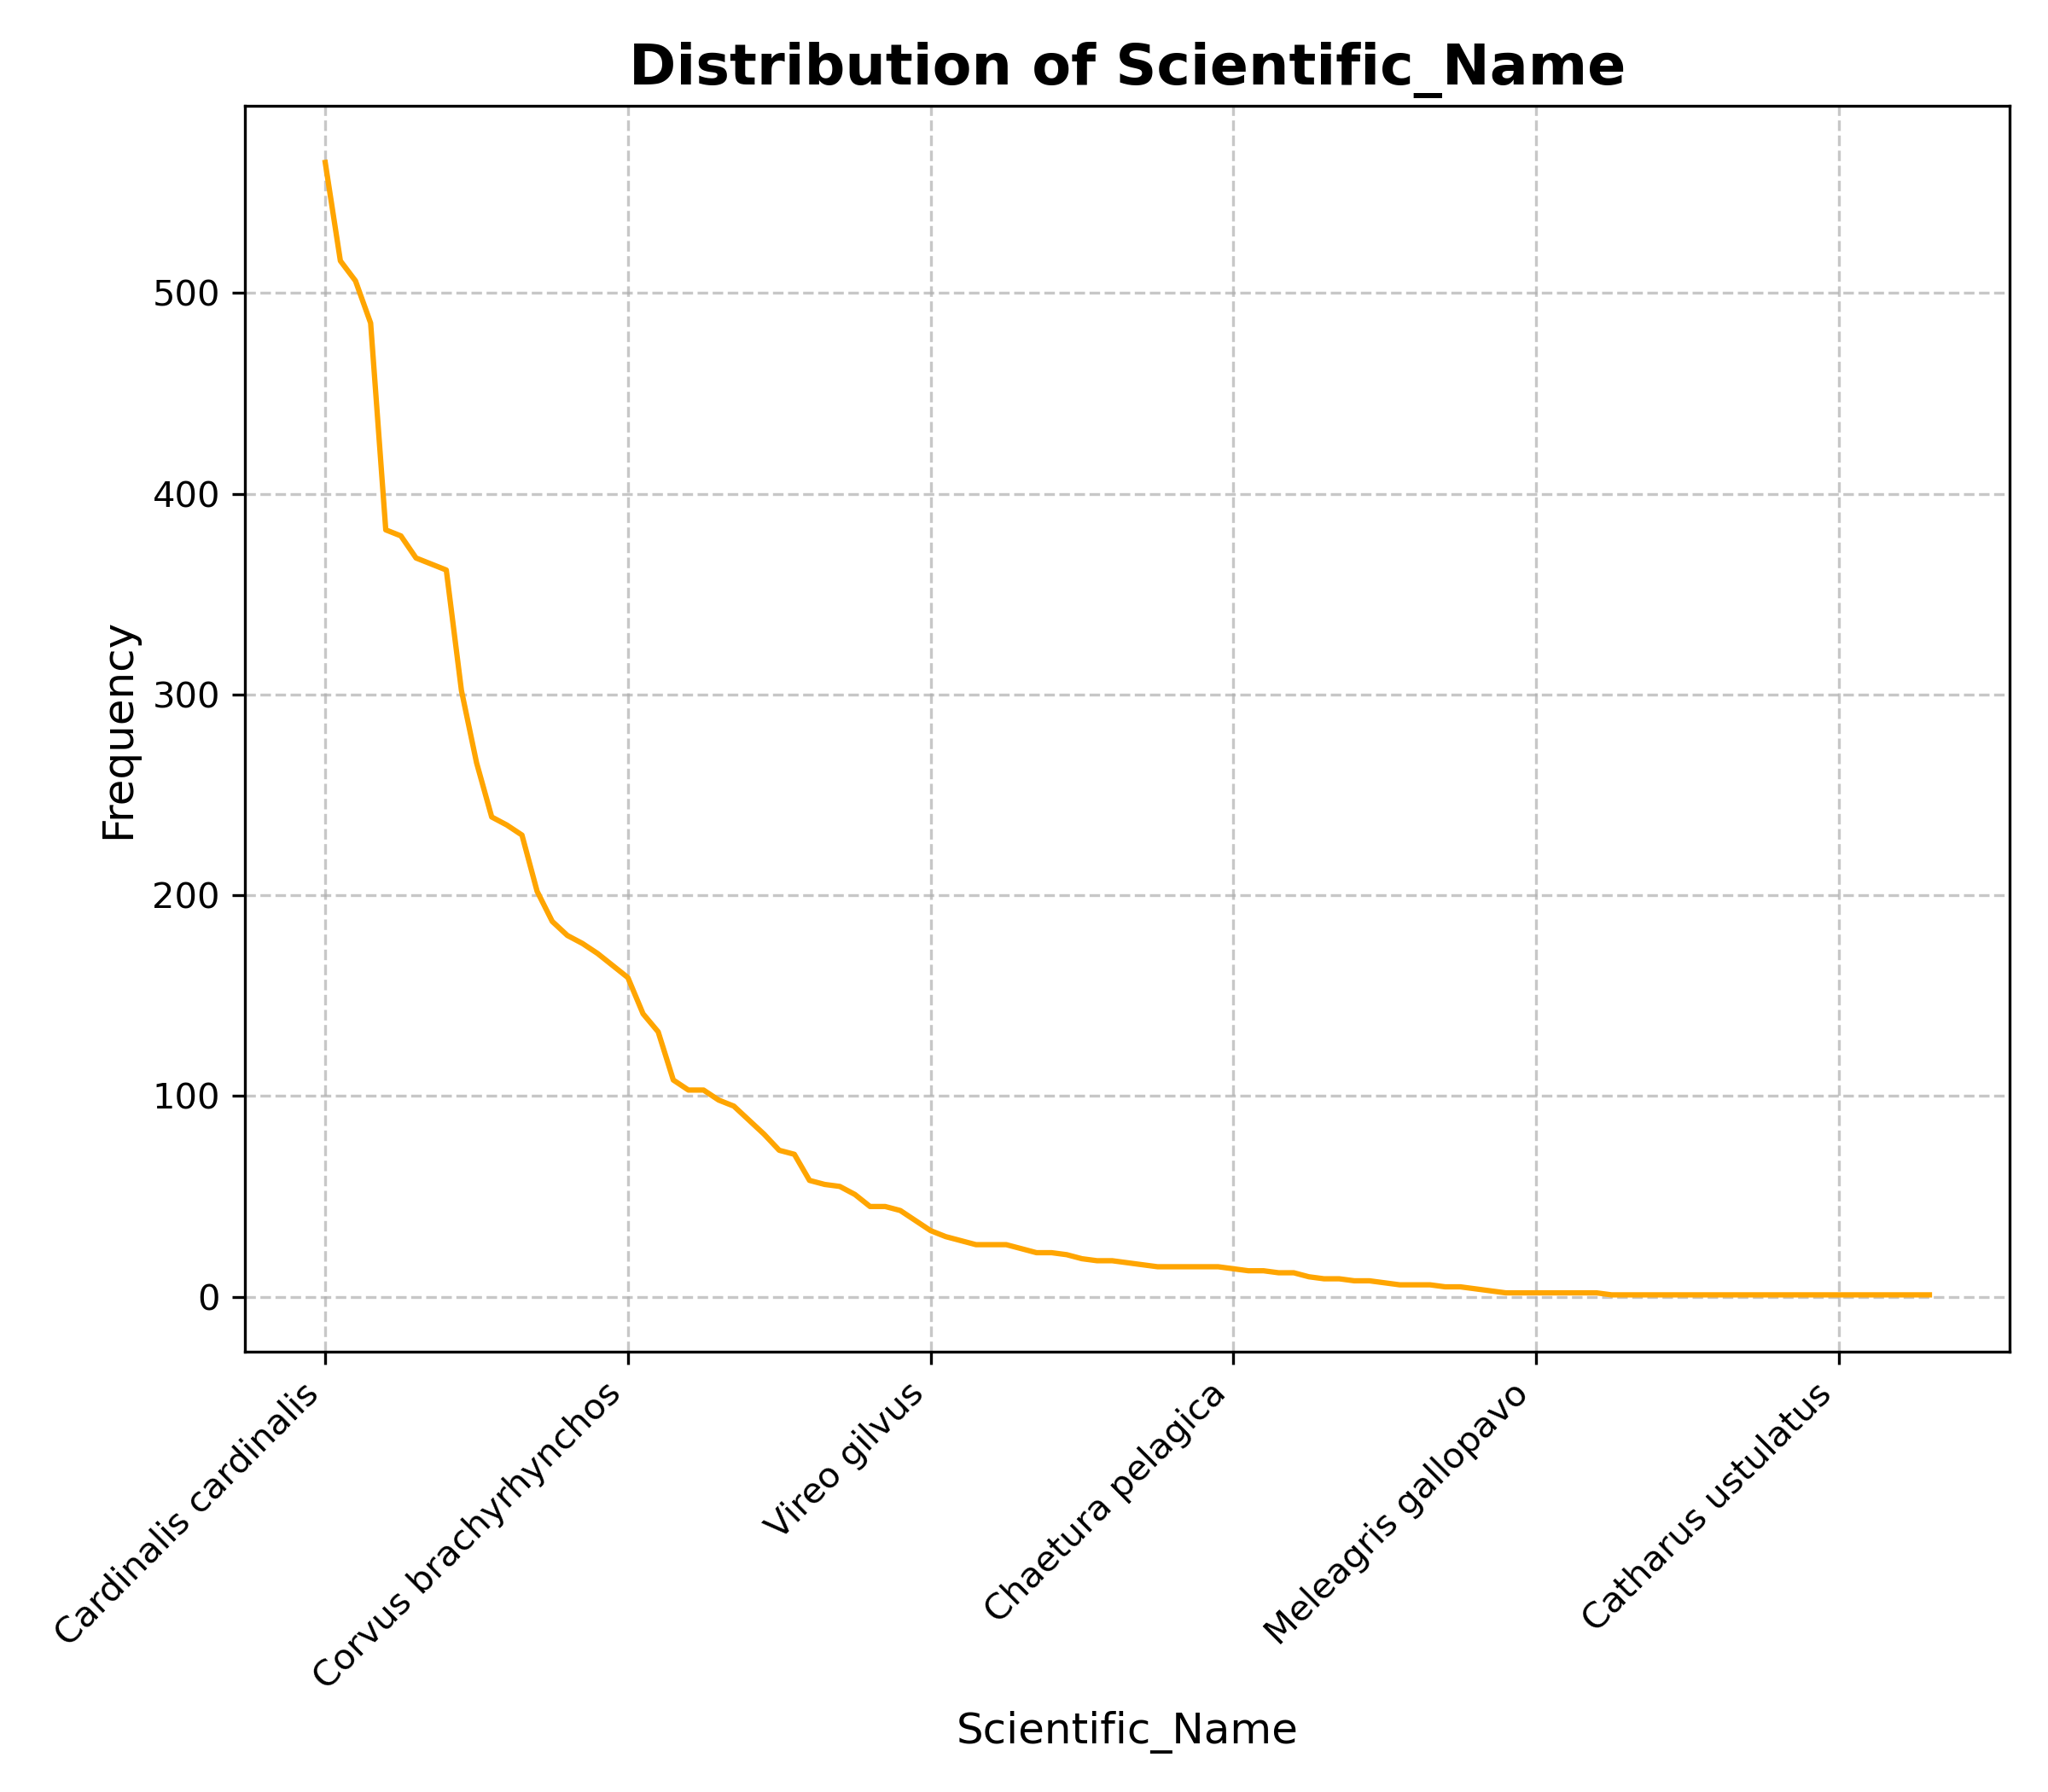 Distribution of Scientific_Name
Frequency
500
400
300
200
100
0
Cardinalis cardinalis
Corvus brachyrhynchos
Vireo gilvus
Chaetura pelagica
Meleagris gallopavo
Catharus ustulatus
Scientific_Name